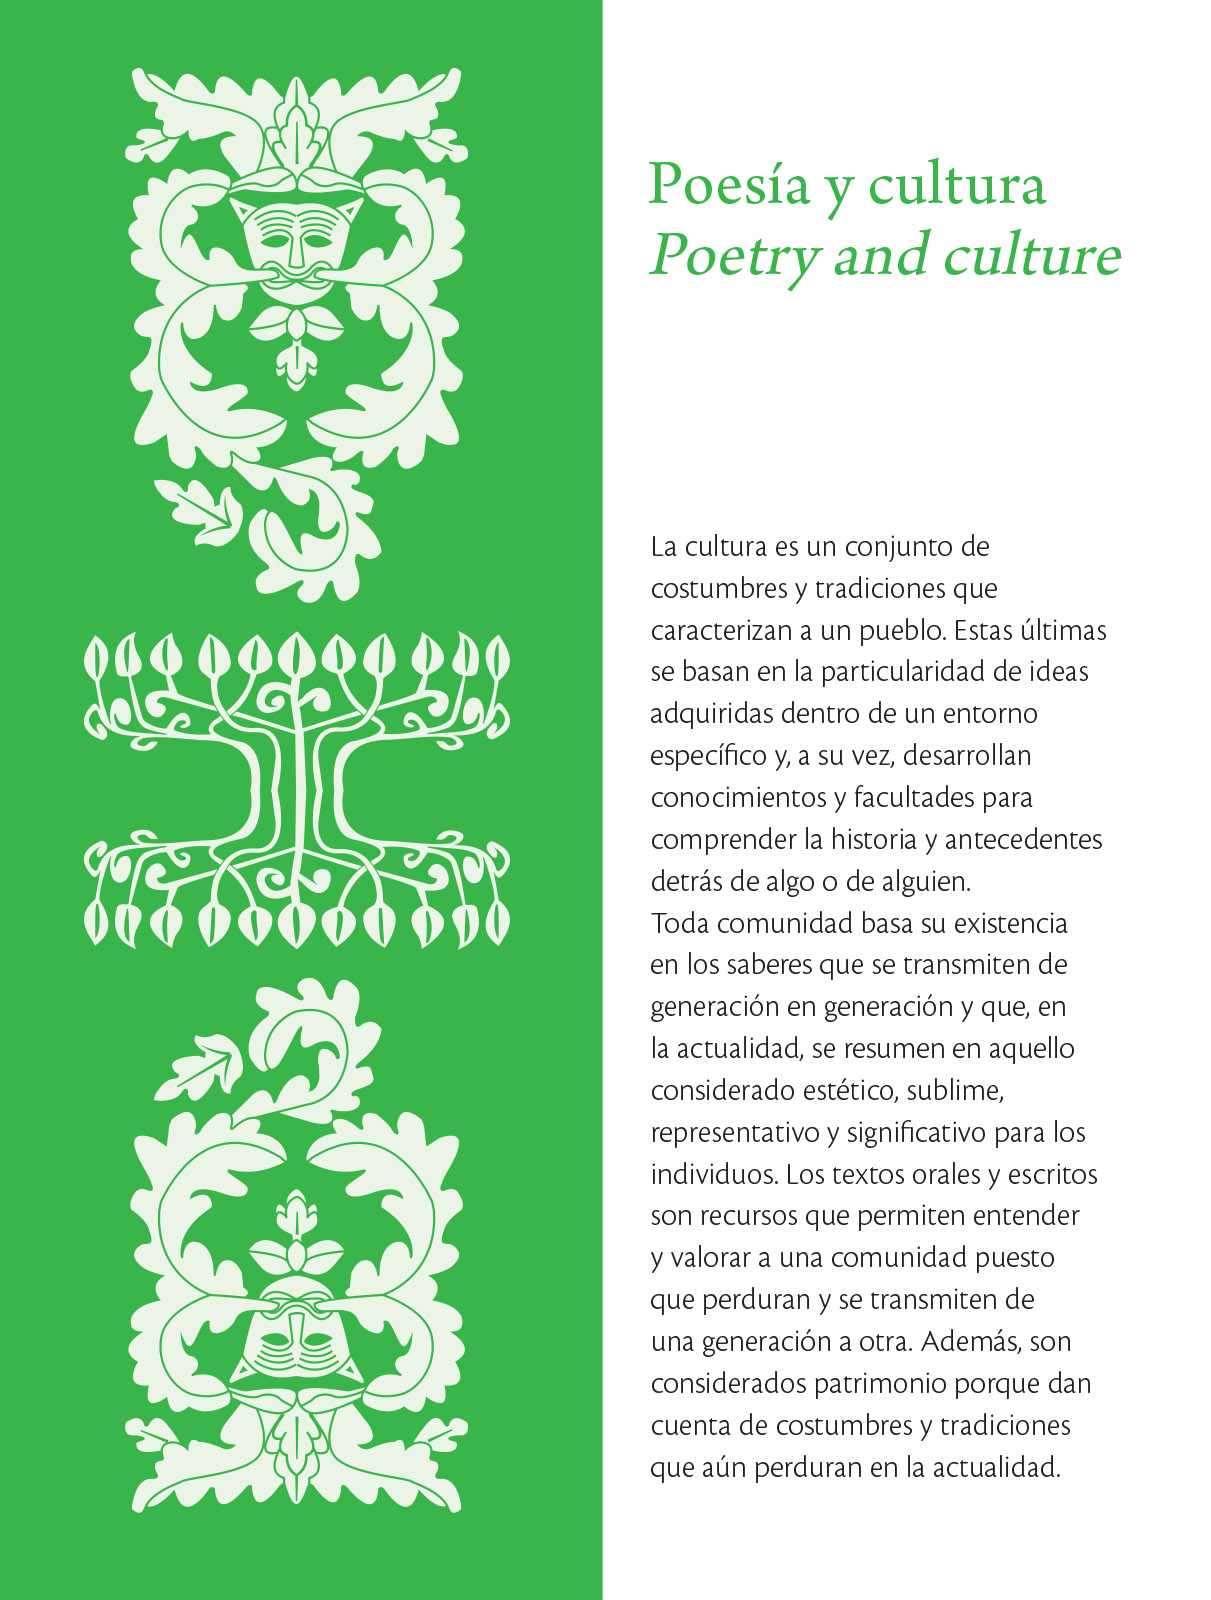 Poesía y cultura
Poetry and culture
La cultura es un conjunto de
costumbres y tradiciones que
caracterizan a un pueblo. Estas últimas
se basan en la particularidad de ideas
adquiridas dentro de un entorno
específico y, a su vez, desarrollan
conocimientos y facultades para
comprender la historia y antecedentes
detrás de algo o de alguien.
Toda comunidad basa su existencia
en los saberes que se transmiten de
generación en generación y que, en
la actualidad, se resumen en aquello
considerado estético, sublime,
representativo y significativo para los
individuos. Los textos orales y escritos
son recursos que permiten entender
y valorar a una comunidad puesto
que perduran y se transmiten de
una generación a otra. Además, son
considerados patrimonio porque dan
cuenta de costumbres y tradiciones
que aún perduran en la actualidad.